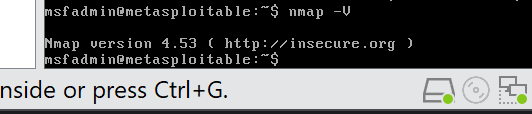 msfadmin@metasploitable:~$ nmap -V
Nmap version 4.53 ( http://insecure.org )
msfadmin@metasploitable:~$
nside or press Ctrl+G.